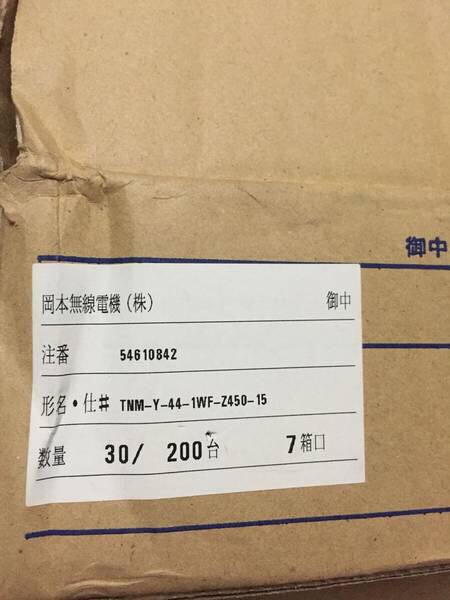 御中
岡本無線電機(株) 御中
注番 54610842
形名・仕# TNM-Y-44-1WF-Z450-15
数量 30/ 200台 7箱口